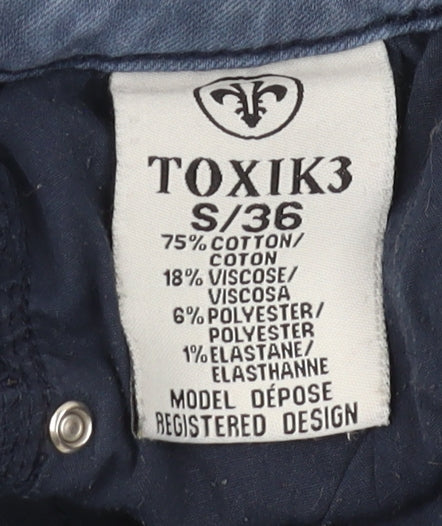 TOXIK3
S/36
75% COTTON/
COTON
18% VISCOSE/
VISCOSA
6% POLYESTER/
POLYESTER
1% ELASTANE/
ELASTHANNE
MODEL DÉPOSE
REGISTERED DESIGN